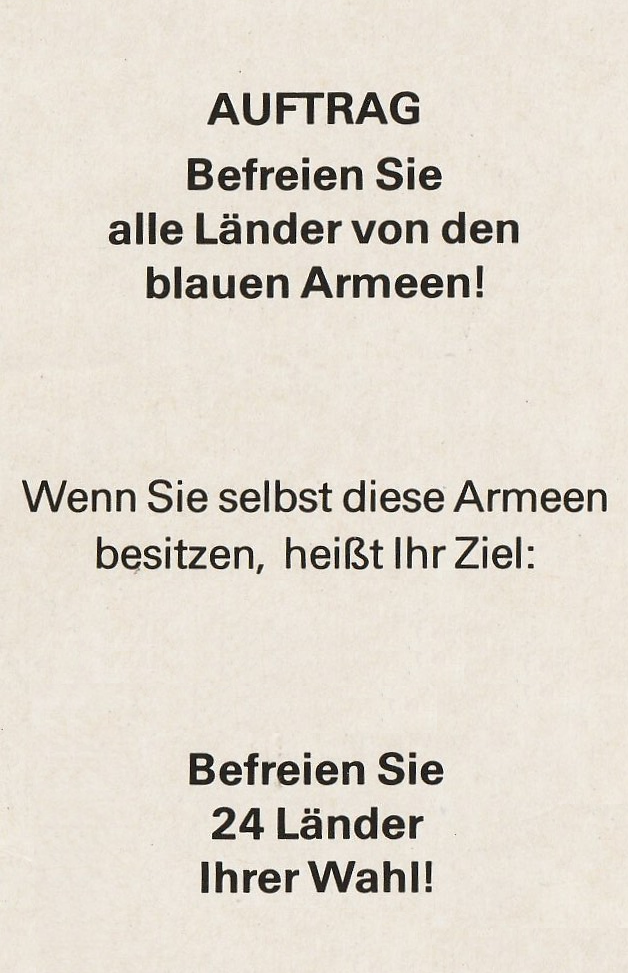 AUFTRAG
Befreien Sie
alle Länder von den
blauen Armeen!
Wenn Sie selbst diese Armeen
besitzen, heißt Ihr Ziel:
Befreien Sie
24 Länder
Ihrer Wahl!